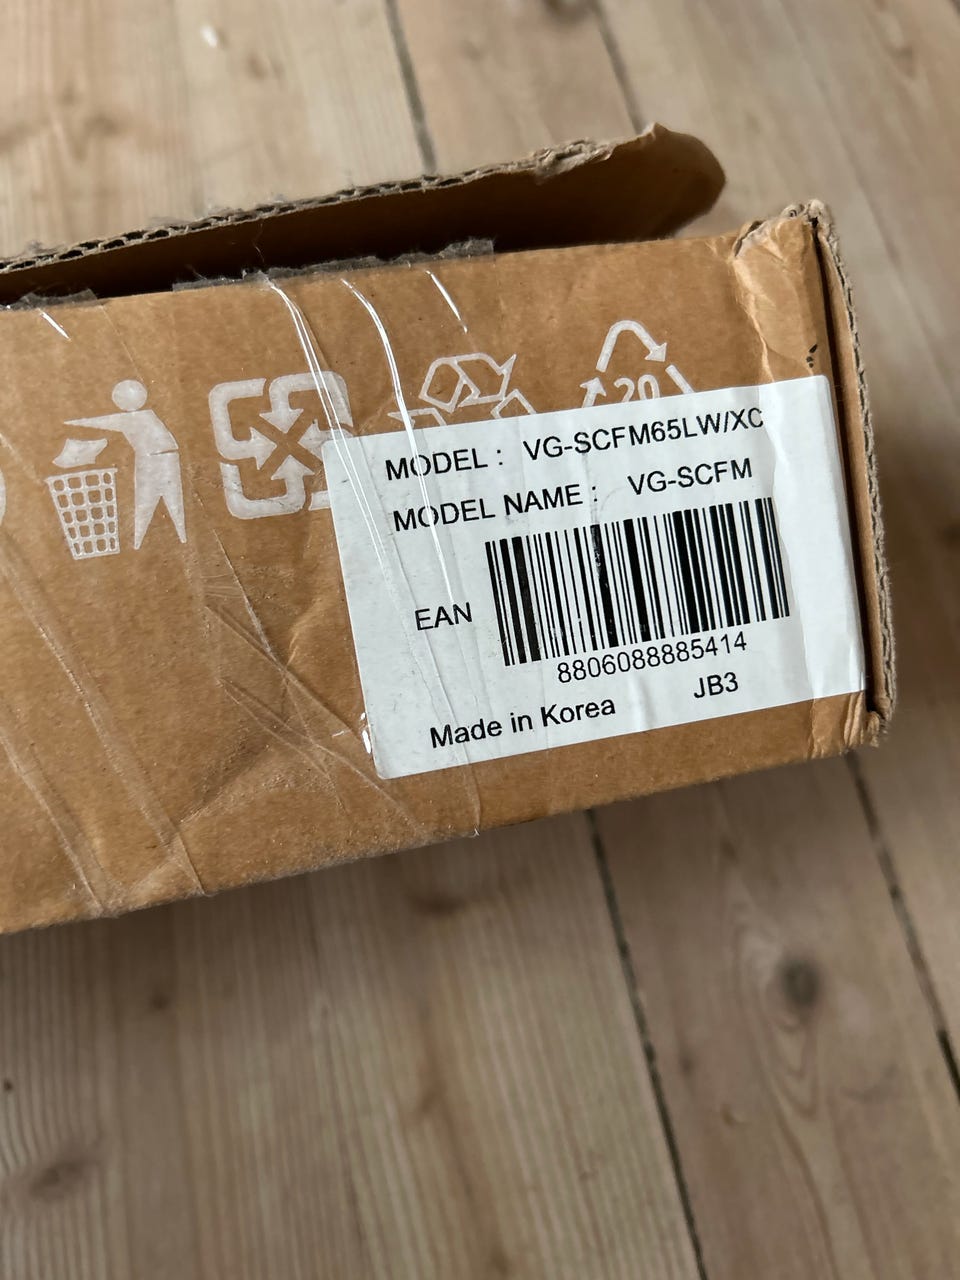 20
MODEL : VG-SCFM65LW/XC
MODEL NAME : VG-SCFM
EAN
8806088885414
Made in Korea JB3